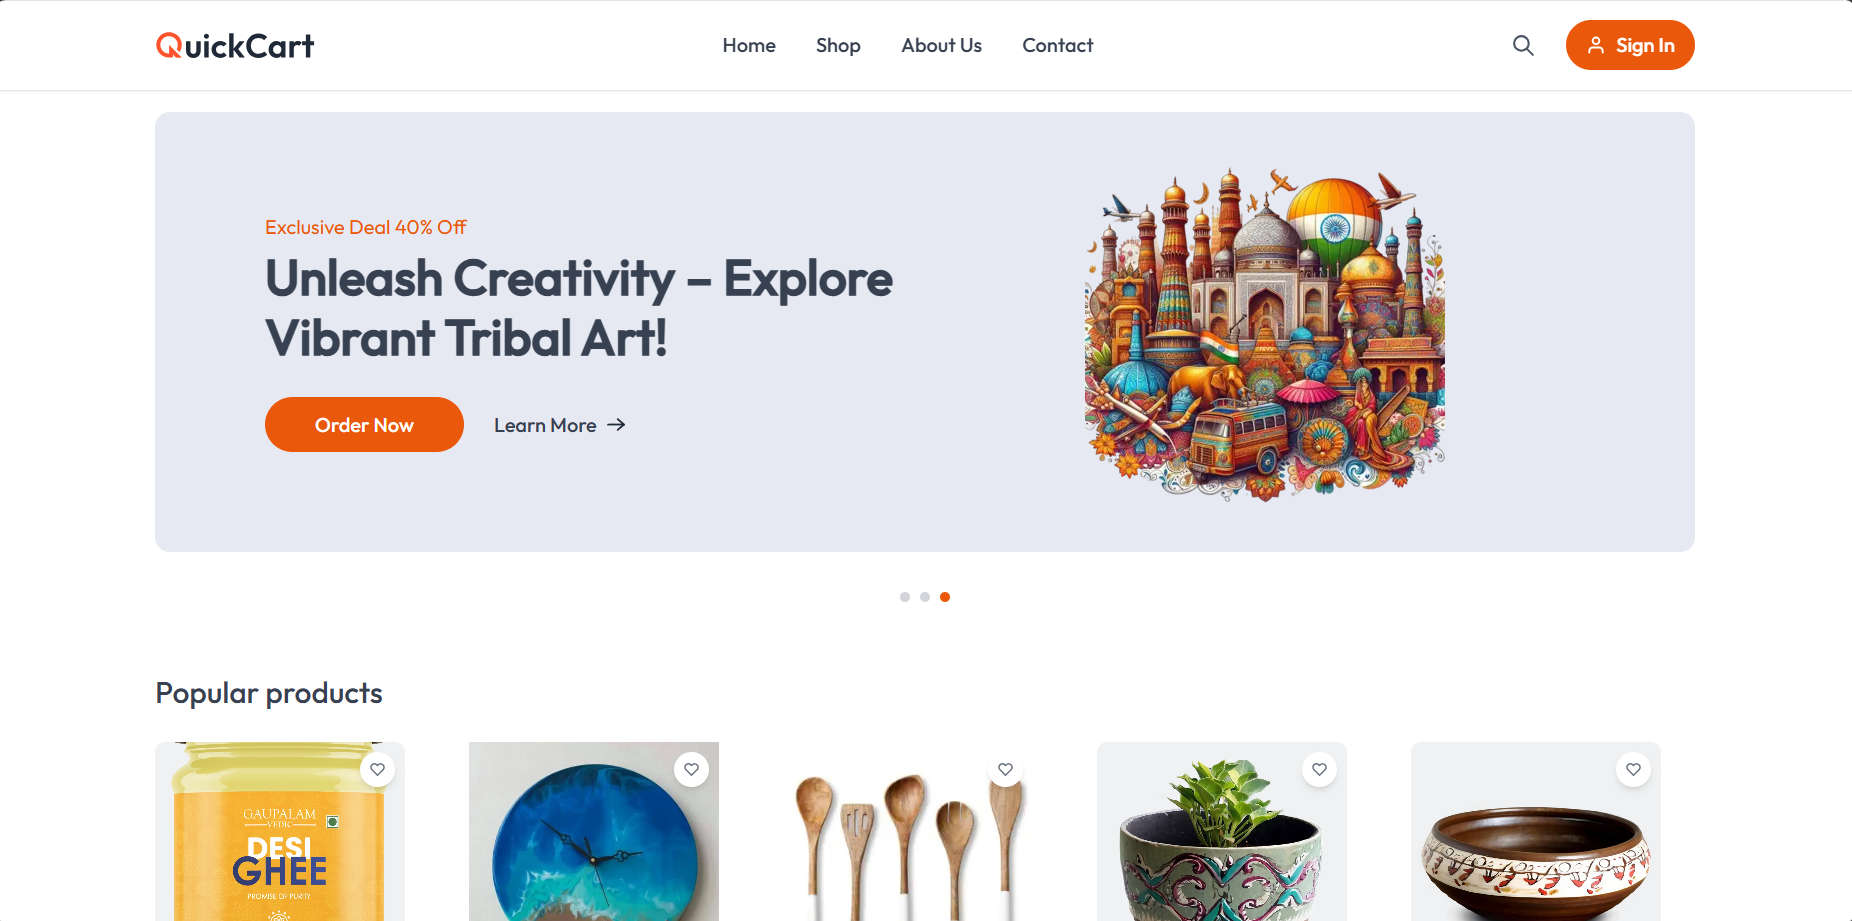 QuickCart
Home
Shop
About Us
Contact
Sign In
Exclusive Deal 40% Off
Unleash Creativity – Explore
Vibrant Tribal Art!
Order Now
Learn More →
Popular products
GAUPALAM
VEDIC
DESI
GHEE
PROMISE OF PURITY